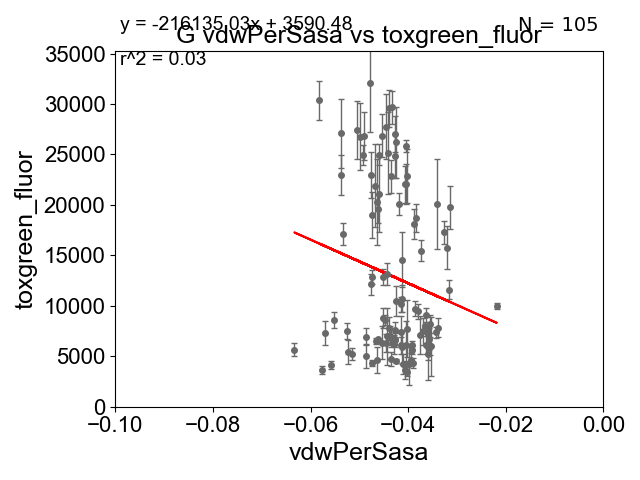 y = -216135.03x + 3590.48
N = 105
G vdwPerSasa vs toxgreen_fluor
r^2 = 0.03
35000
30000
25000
20000
15000
10000
5000
0
toxgreen_fluor
−0.10
−0.08
−0.06
−0.04
−0.02
0.00
vdwPerSasa